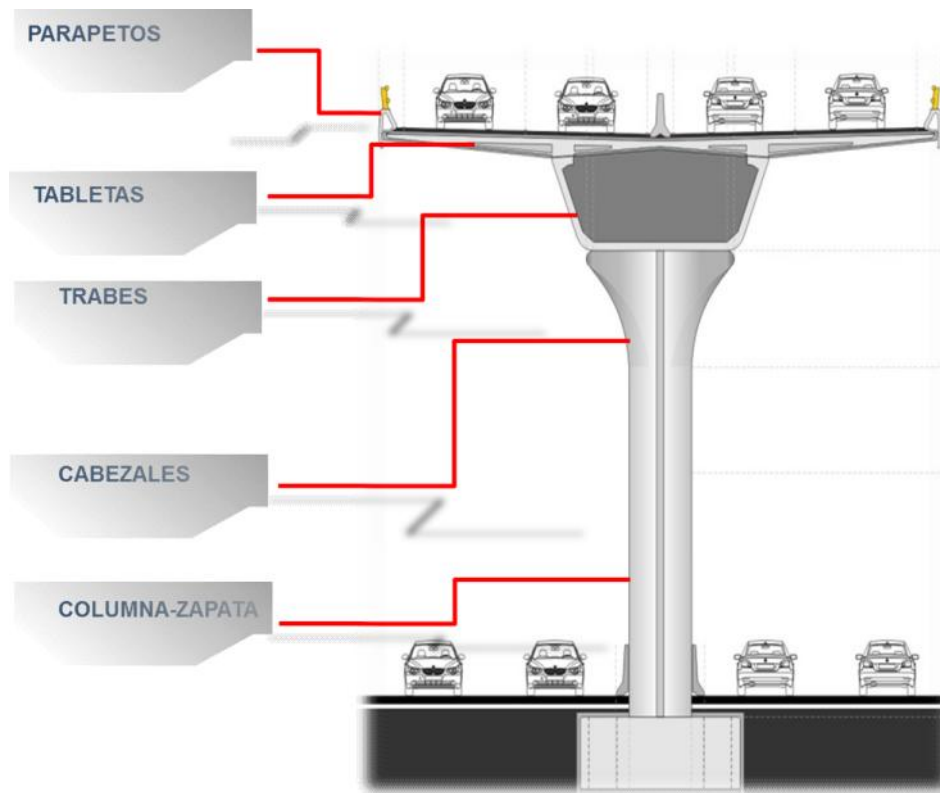 PARAPETOS
TABLETAS
TRABES
CABEZALES
COLUMNA-ZAPATA